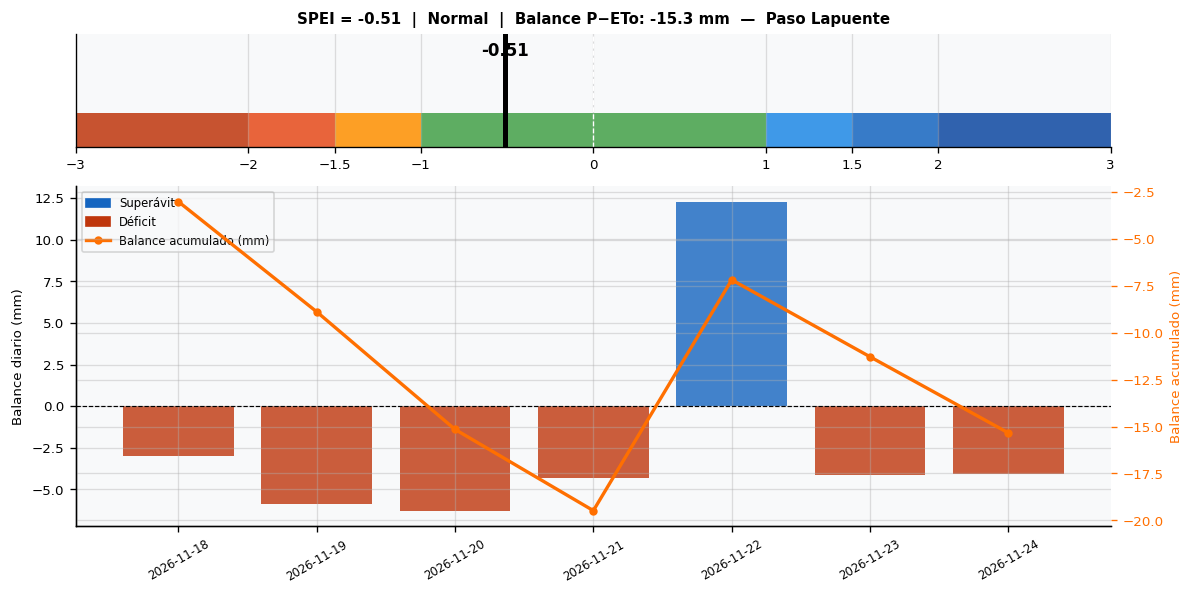 SPEI = -0.51 | Normal | Balance P−ETo: -15.3 mm — Paso Lapuente
-0.51
−3 −2 −1.5 −1 0 1 1.5 2 3
Superávit
Déficit
Balance acumulado (mm)
Balance diario (mm)
12.5
10.0
7.5
5.0
2.5
0.0
−2.5
−5.0
−2.5
−5.0
−7.5
−10.0
−12.5
−15.0
−17.5
−20.0
Balance acumulado (mm)
2026-11-18 2026-11-19 2026-11-20 2026-11-21 2026-11-22 2026-11-23 2026-11-24